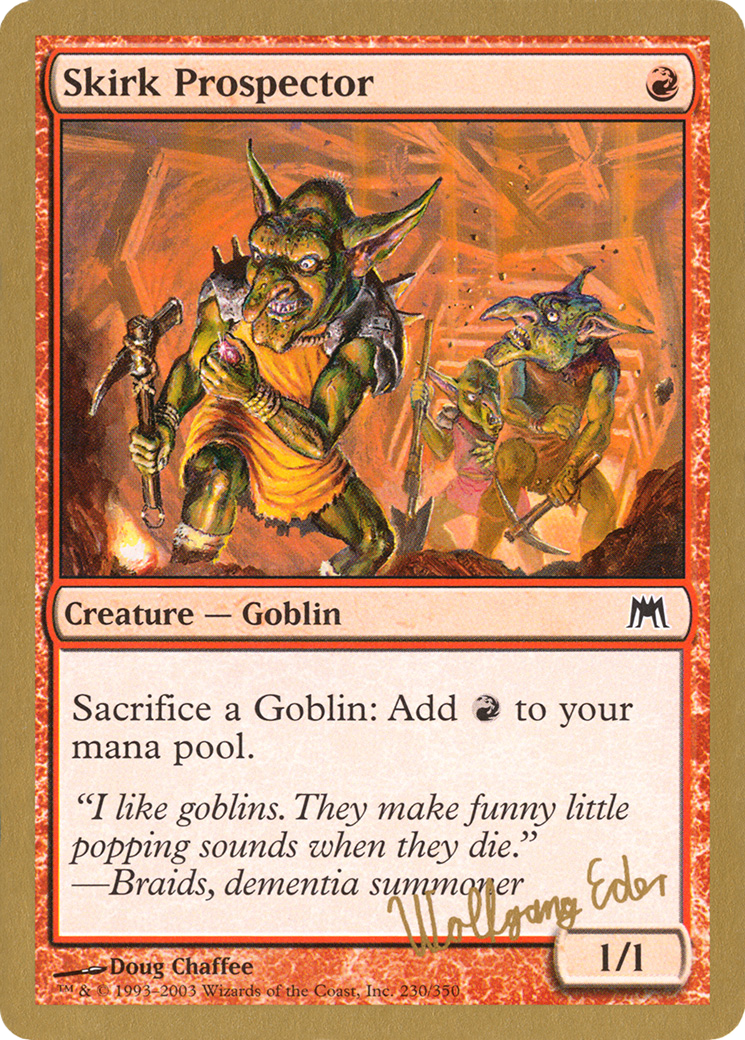 Skirk Prospector
Creature — Goblin
Sacrifice a Goblin: Add to your
mana pool.
“I like goblins. They make funny little
popping sounds when they die.”
—Braids, dementia summoner
Wolfgang Eder
1/1
Doug Chaffee
™ & © 1993–2003 Wizards of the Coast, Inc. 230/350